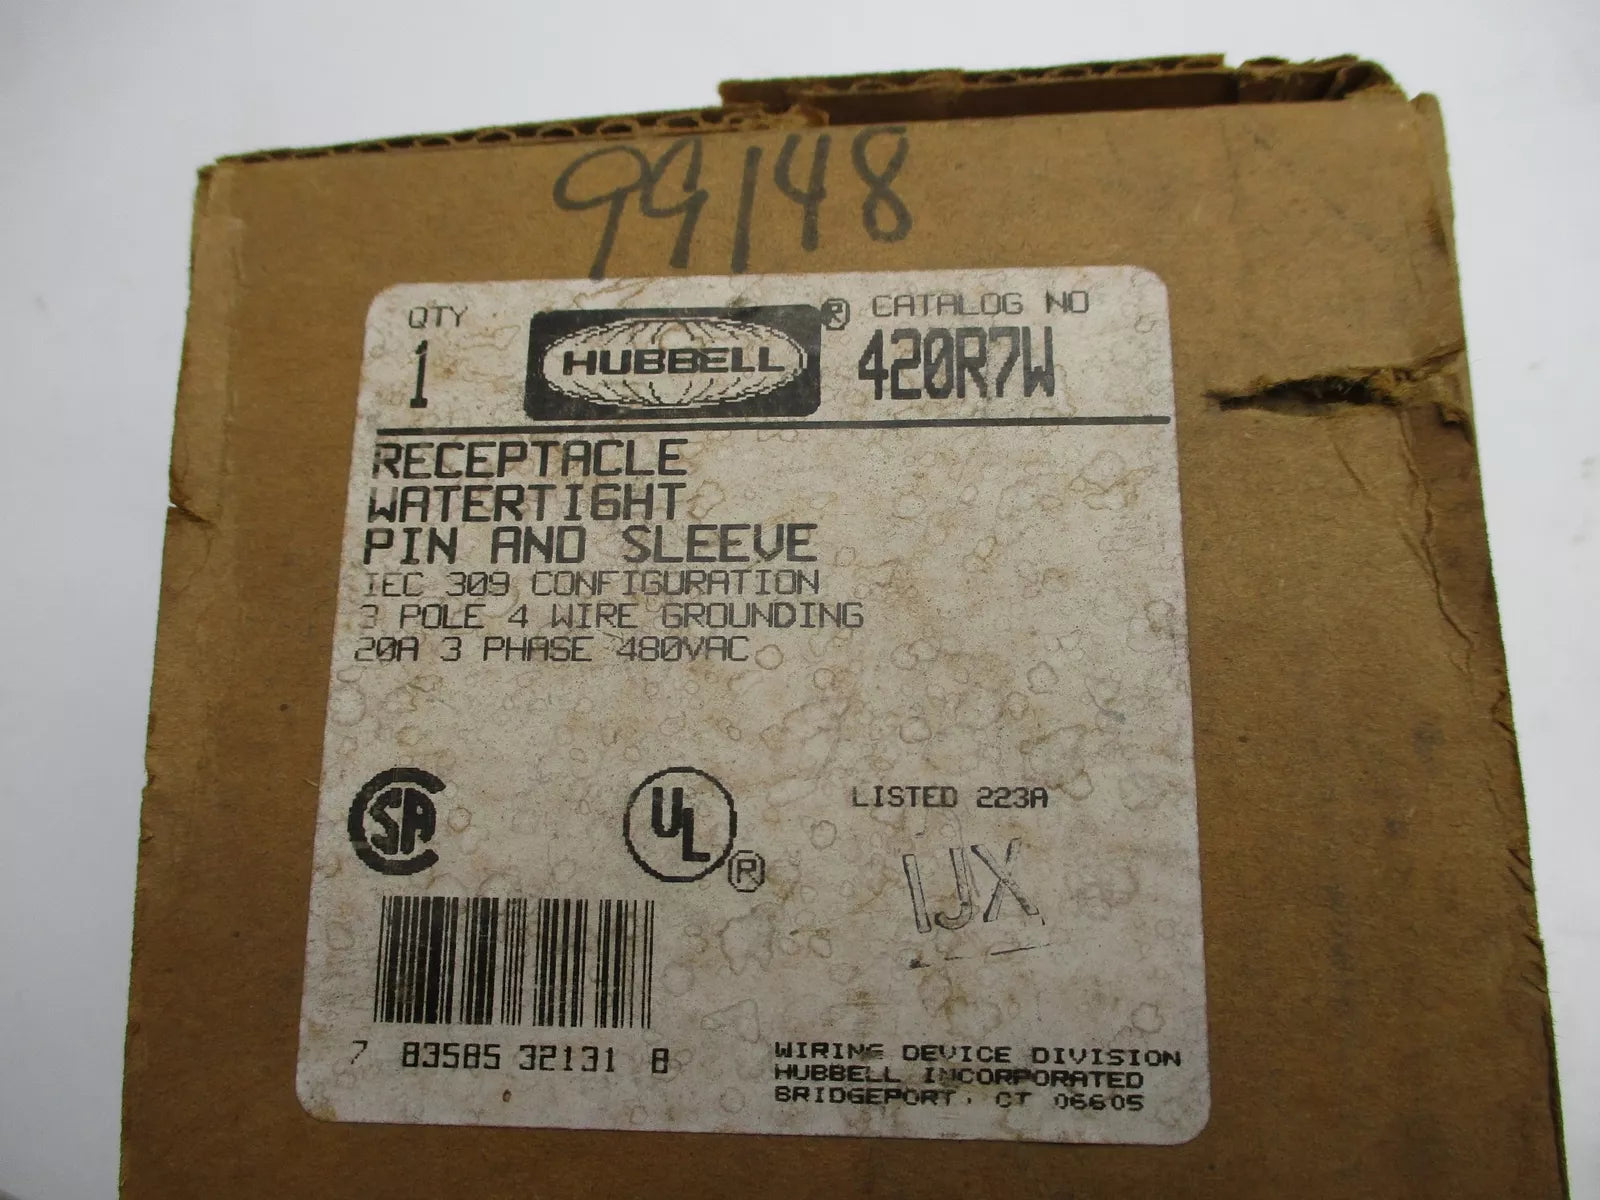 99148
QTY
1
HUBBELL ®
CATALOG NO
420R7W
RECEPTACLE
WATERTIGHT
PIN AND SLEEVE
IEC 309 CONFIGURATION
3 POLE 4 WIRE GROUNDING
20A 3 PHASE 480VAC
CSA
UL ®
LISTED 223A
IJX
7 83585 32131 8
WIRING DEVICE DIVISION
HUBBELL INCORPORATED
BRIDGEPORT, CT 06605